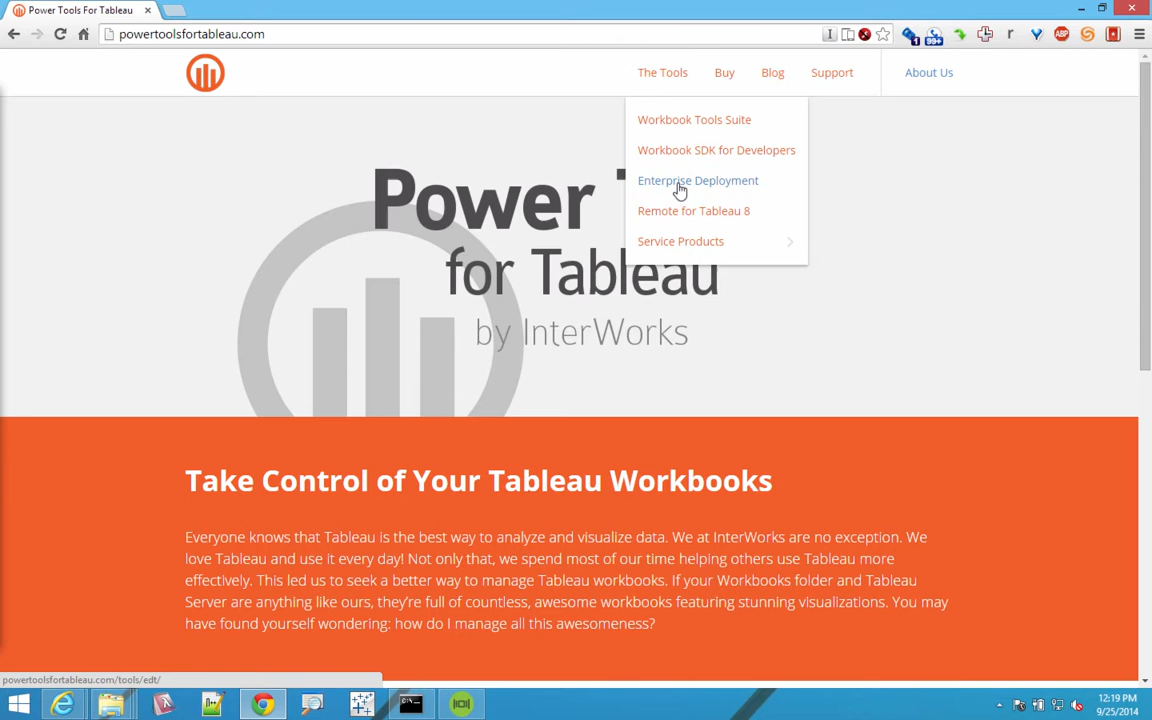 Power Tools For Tableau
powertoolsfortableau.com
1
99+
ABP
The Tools
Buy
Blog
Support
About Us
Workbook Tools Suite
Workbook SDK for Developers
Enterprise Deployment
Remote for Tableau 8
Service Products
Power
for Tableau
by InterWorks
Take Control of Your Tableau Workbooks
Everyone knows that Tableau is the best way to analyze and visualize data. We at InterWorks are no exception. We
love Tableau and use it every day! Not only that, we spend most of our time helping others use Tableau more
effectively. This led us to seek a better way to manage Tableau workbooks. If your Workbooks folder and Tableau
Server are anything like ours, they're full of countless, awesome workbooks featuring stunning visualizations. You may
have found yourself wondering: how do I manage all this awesomeness?
powertoolsfortableau.com/tools/edt/
12:19 PM
9/25/2014